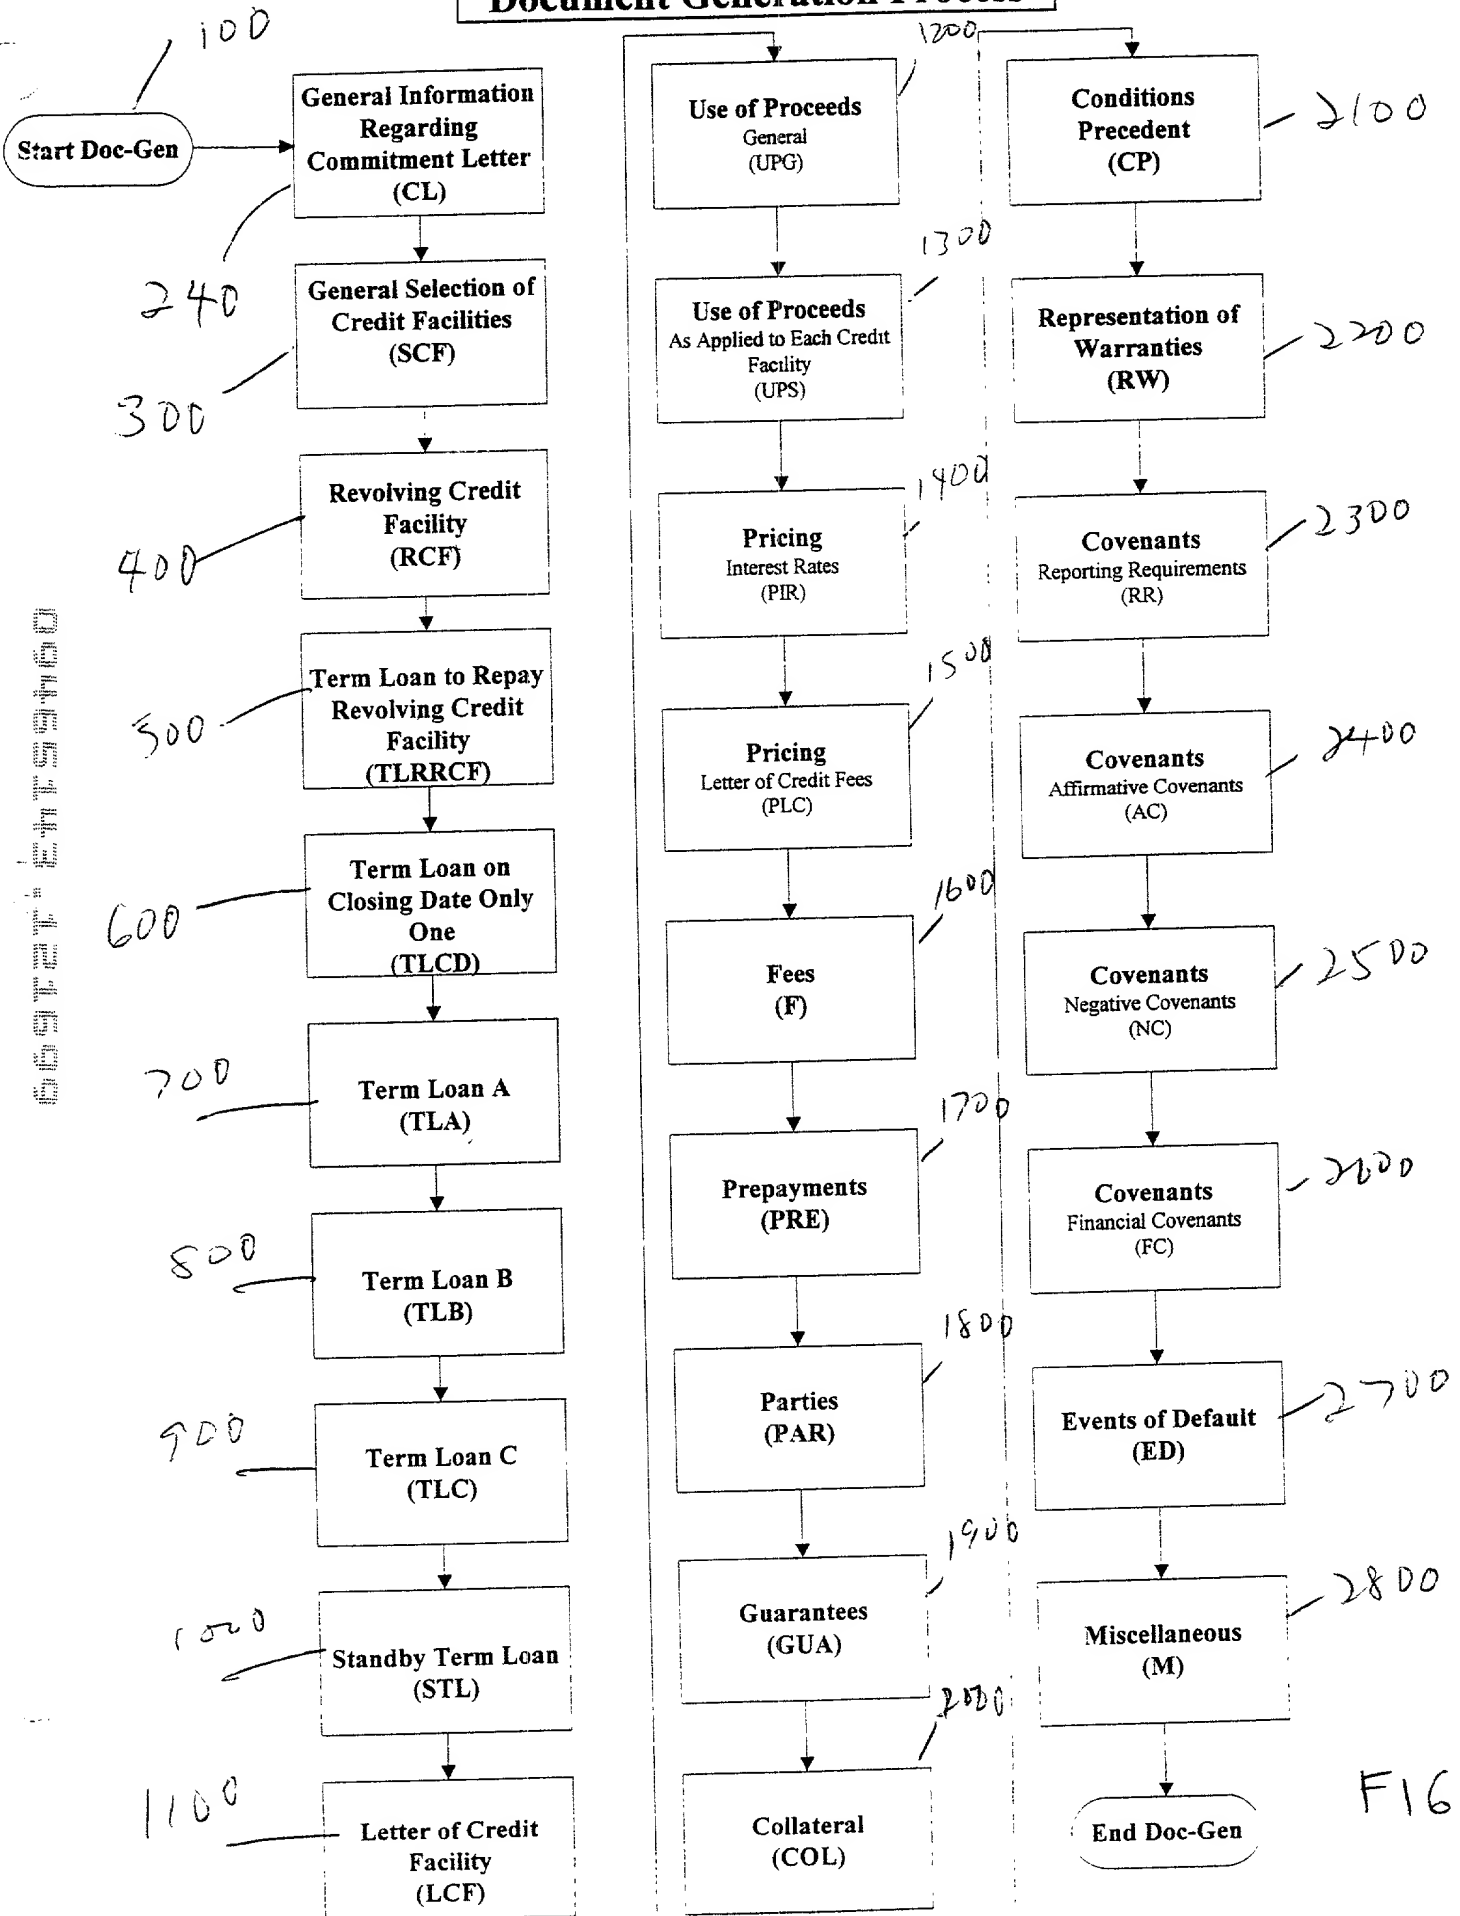 Document Generation Process
100
Start Doc-Gen
General Information
Regarding
Commitment Letter
(CL)
240
General Selection of
Credit Facilities
(SCF)
300
Revolving Credit
Facility
(RCF)
400
Term Loan to Repay
Revolving Credit
Facility
(TLRRCF)
500
Term Loan on
Closing Date Only
One
(TLCD)
600
Term Loan A
(TLA)
700
Term Loan B
(TLB)
800
Term Loan C
(TLC)
900
Standby Term Loan
(STL)
1000
Letter of Credit
Facility
(LCF)
1100
Use of Proceeds
General
(UPG)
1200
Use of Proceeds
As Applied to Each Credit
Facility
(UPS)
1300
Pricing
Interest Rates
(PIR)
1400
Pricing
Letter of Credit Fees
(PLC)
1500
Fees
(F)
1600
Prepayments
(PRE)
1700
Parties
(PAR)
1800
Guarantees
(GUA)
1900
Collateral
(COL)
2000
Conditions
Precedent
(CP)
2100
Representation of
Warranties
(RW)
2200
Covenants
Reporting Requirements
(RR)
2300
Covenants
Affirmative Covenants
(AC)
2400
Covenants
Negative Covenants
(NC)
2500
Covenants
Financial Covenants
(FC)
2600
Events of Default
(ED)
2700
Miscellaneous
(M)
2800
End Doc-Gen
FIG